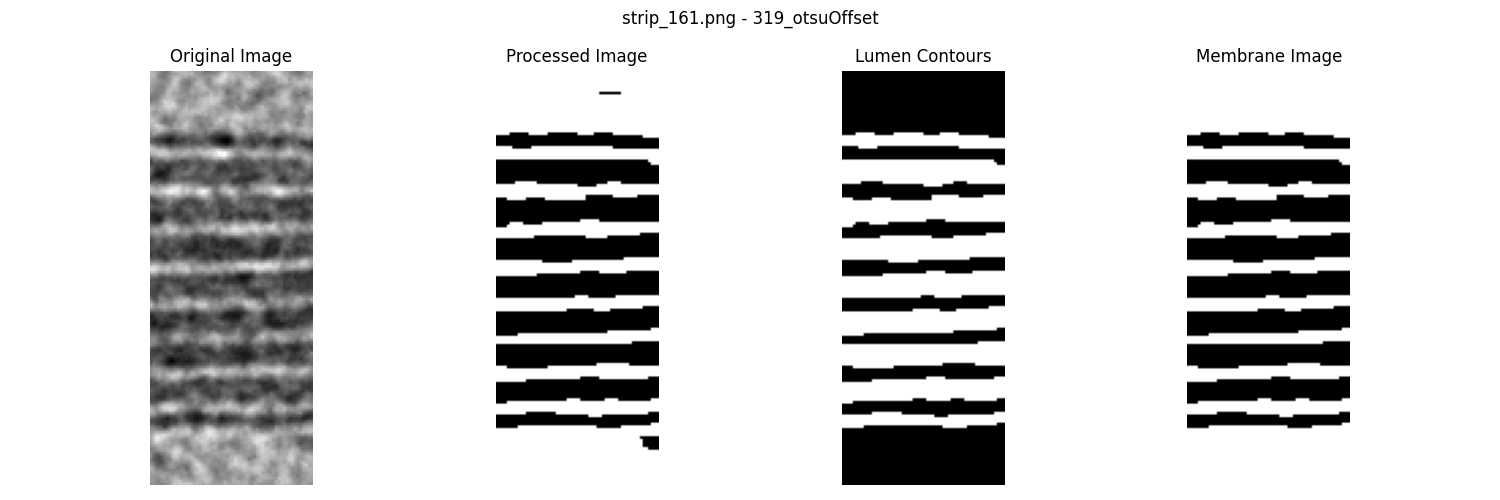 strip_161.png - 319_otsuOffset
Original Image
Processed Image
Lumen Contours
Membrane Image